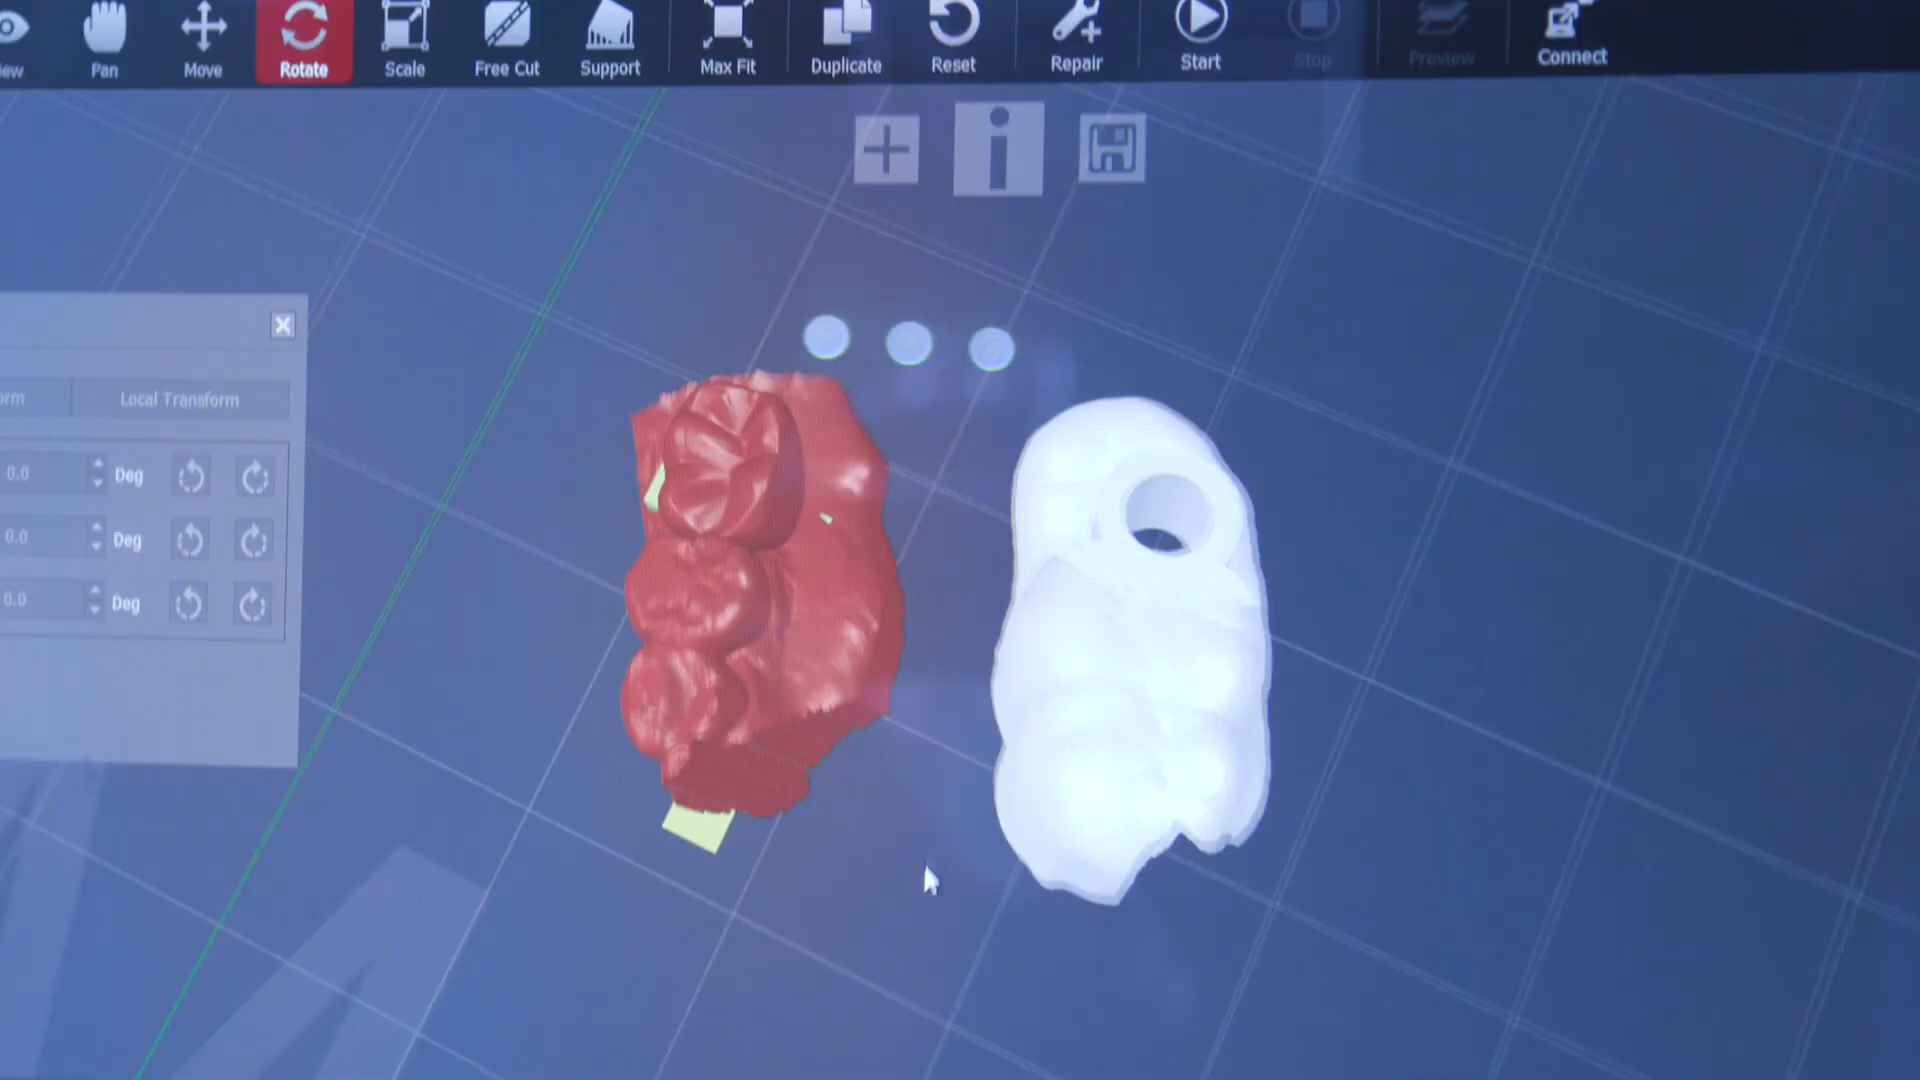 ew
Pan
Move
Rotate
Scale
Free Cut
Support
Max Fit
Duplicate
Reset
Repair
Start
Stop
Preview
Connect
orm
Local Transform
0.0
Deg
0.0
Deg
0.0
Deg